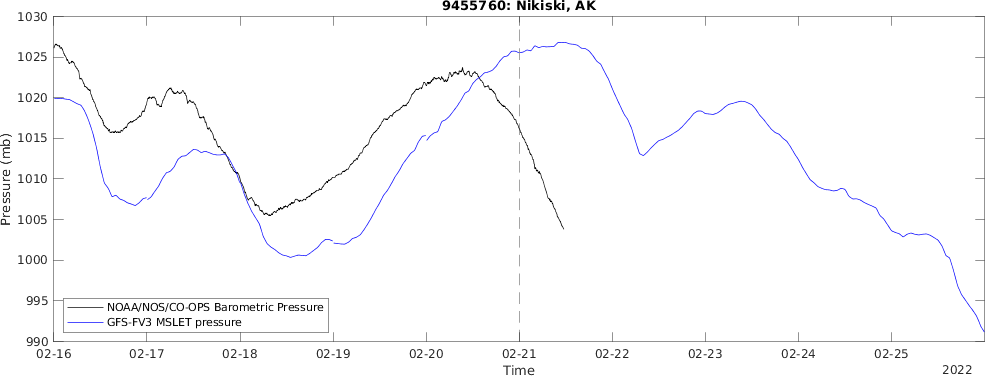 9455760: Nikiski, AK
1030
1025
1020
1015
1010
1005
1000
995
990
Pressure (mb)
NOAA/NOS/CO-OPS Barometric Pressure
GFS-FV3 MSLET pressure
02-16 02-17 02-18 02-19 02-20 02-21 02-22 02-23 02-24 02-25
Time
2022